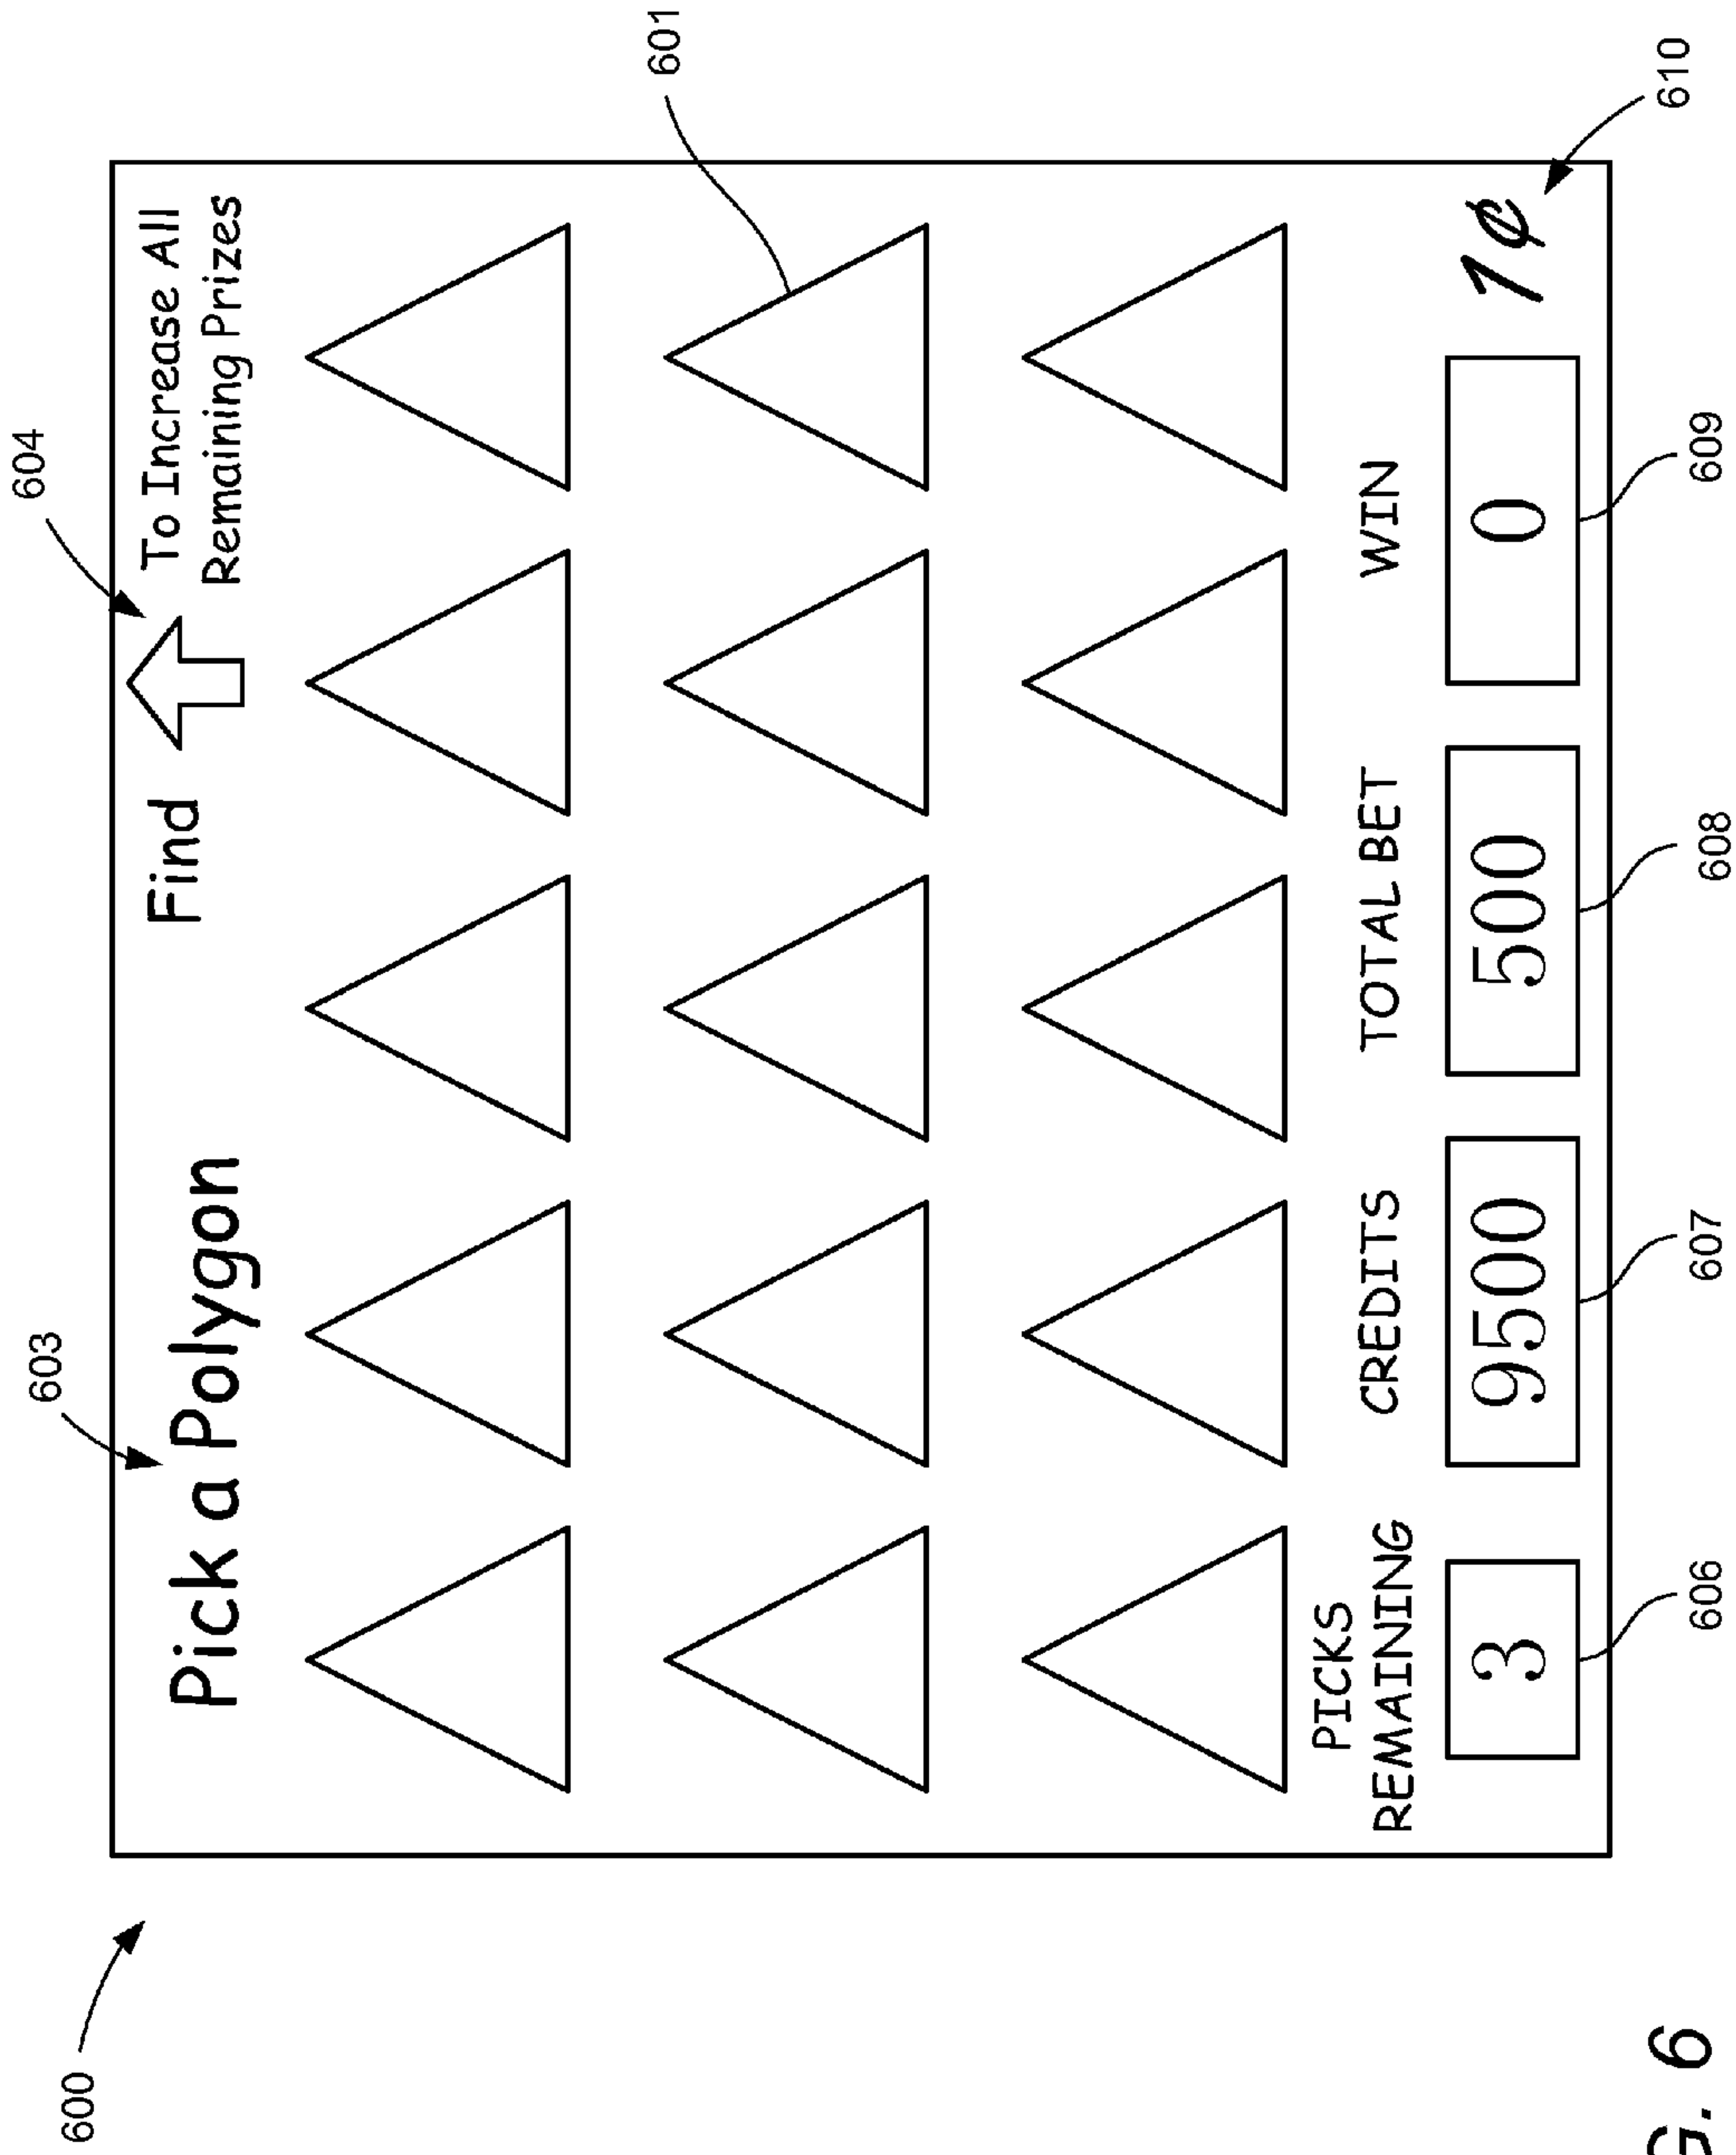 600
603
604
Pick a Polygon
Find
To Increase All
Remaining Prizes
601
PICKS
REMAINING
CREDITS
TOTAL BET
WIN
3
9500
500
0
1¢
606
607
608
609
610
G. 6